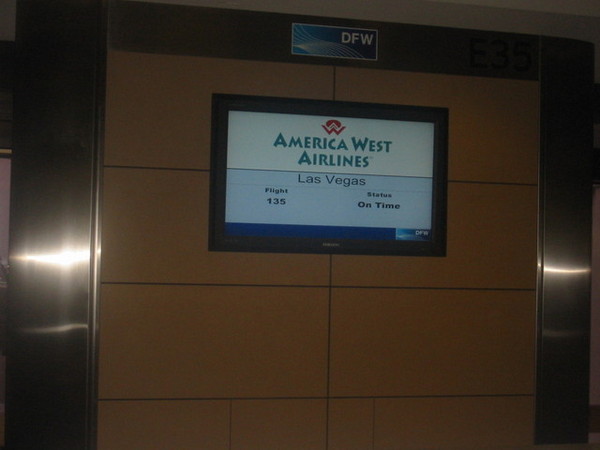 DFW
E35
AMERICA WEST
AIRLINES
Las Vegas
Flight Status
135 On Time
DFW